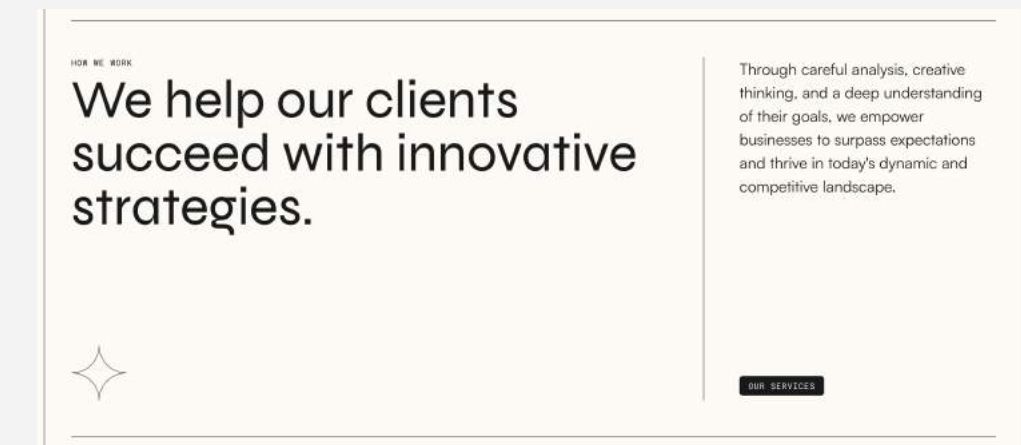 HOW WE WORK
We help our clients
succeed with innovative
strategies.
Through careful analysis, creative
thinking, and a deep understanding
of their goals, we empower
businesses to surpass expectations
and thrive in today's dynamic and
competitive landscape.
OUR SERVICES